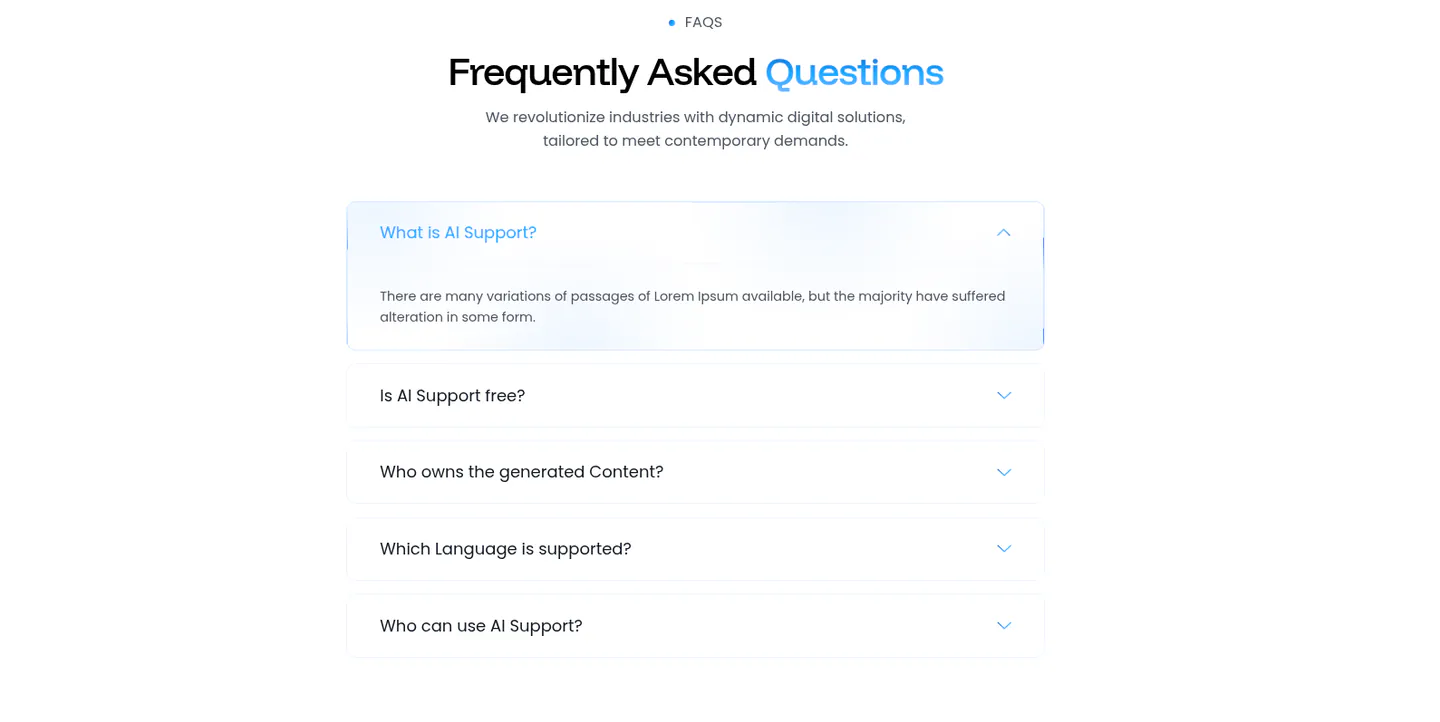 FAQS
Frequently Asked Questions
We revolutionize industries with dynamic digital solutions,
tailored to meet contemporary demands.
What is AI Support?
There are many variations of passages of Lorem Ipsum available, but the majority have suffered
alteration in some form.
Is AI Support free?
Who owns the generated Content?
Which Language is supported?
Who can use AI Support?